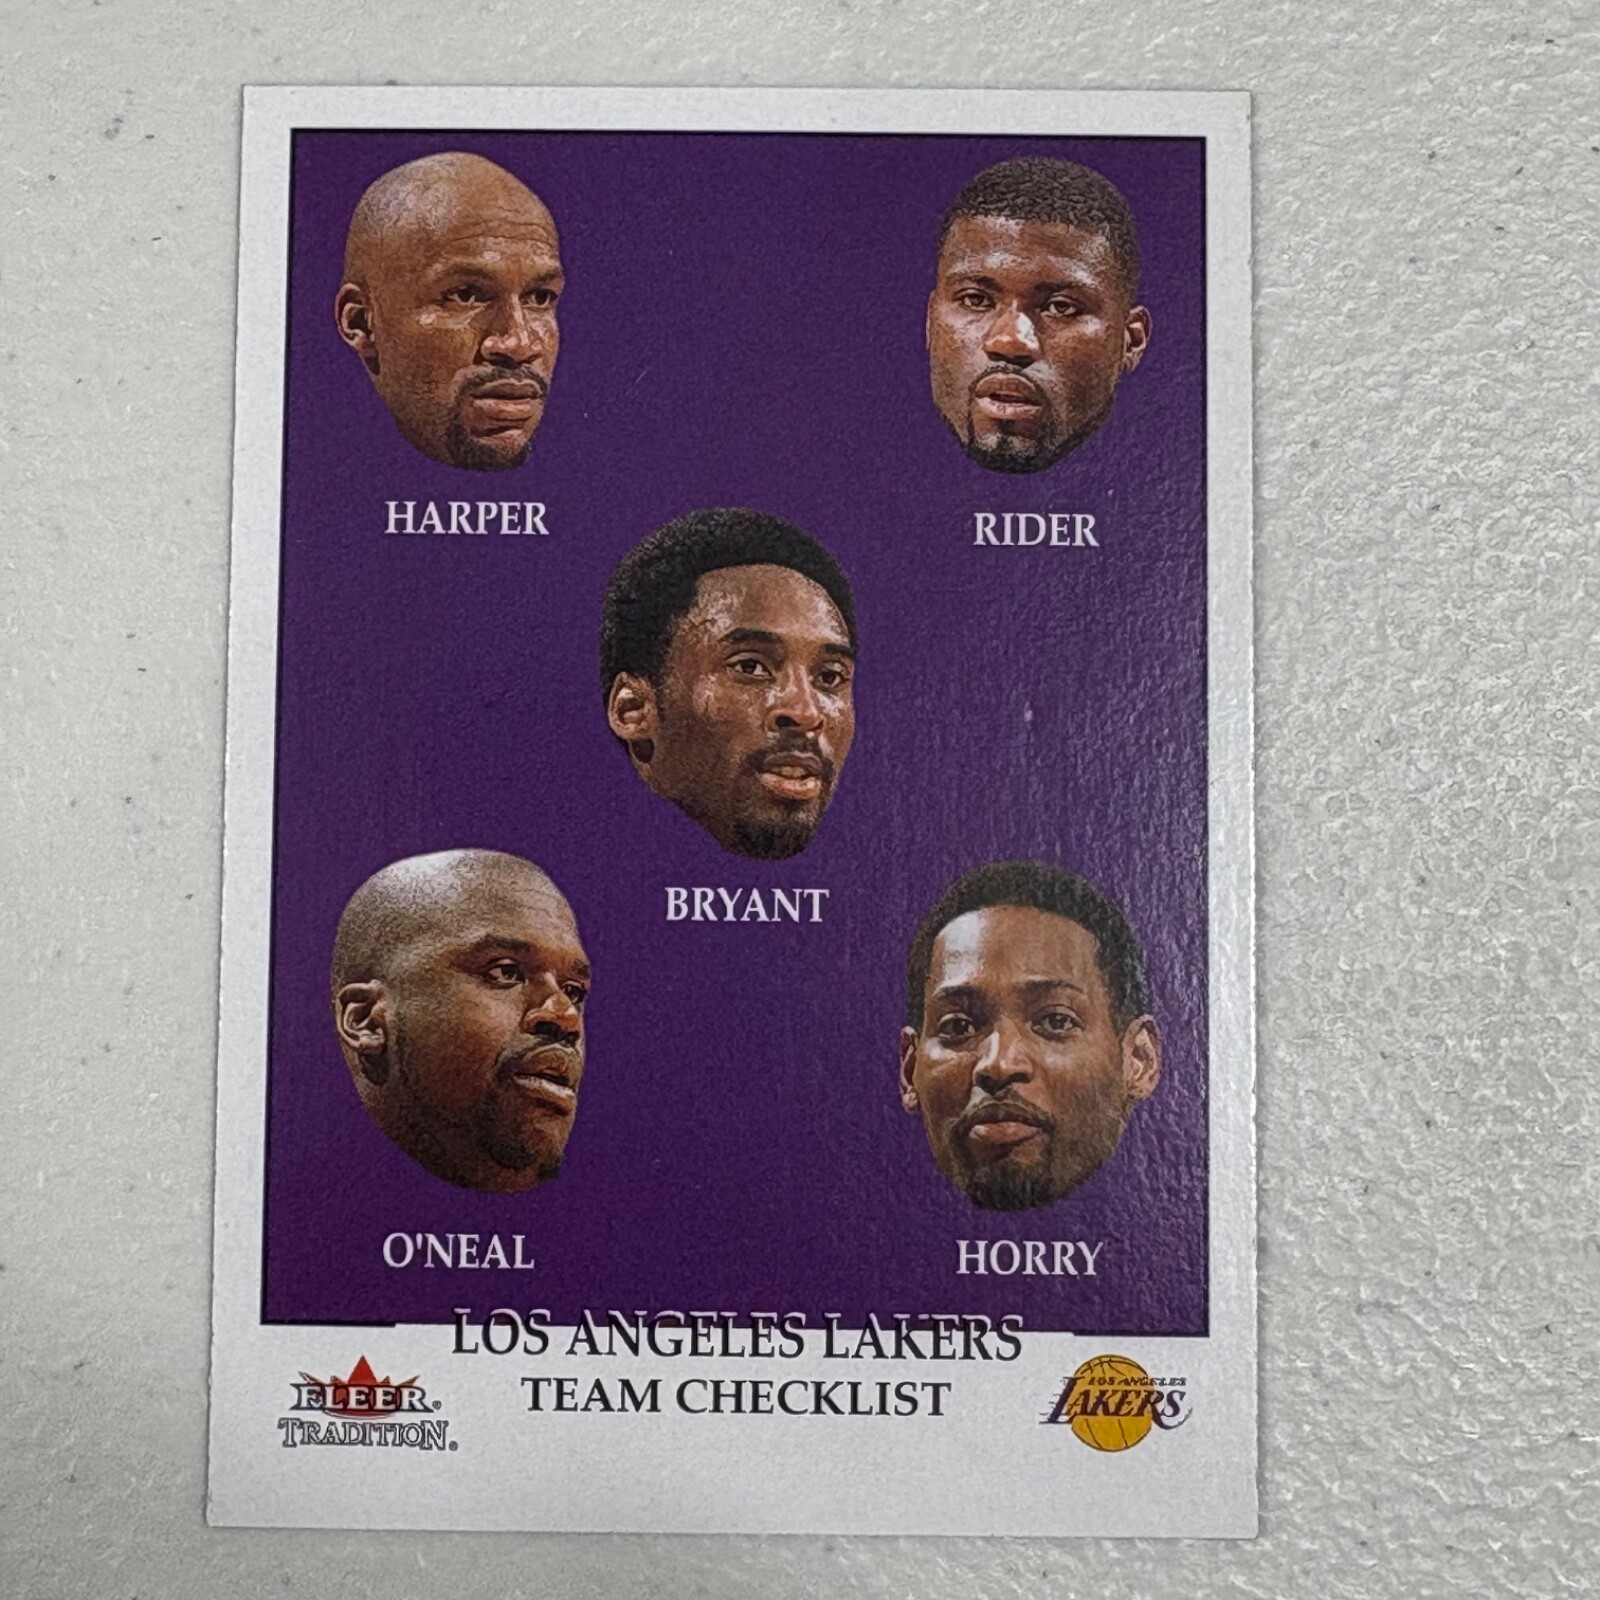 HARPER
RIDER
BRYANT
O'NEAL
HORRY
LOS ANGELES LAKERS
TEAM CHECKLIST
FLEER®
TRADITION®
LOS ANGELES
LAKERS